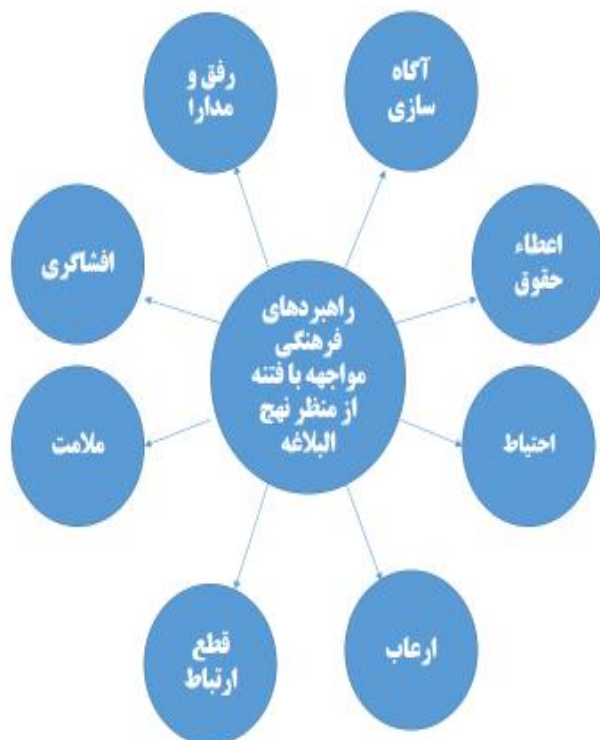 راهبردهای
فرهنگی
مواجهه با فتنه
از منظر نهج
البلاغه
آگاه
سازی
اعطاء
حقوق
احتیاط
ارعاب
قطع
ارتباط
ملامت
افشاگری
رفق و
مدارا